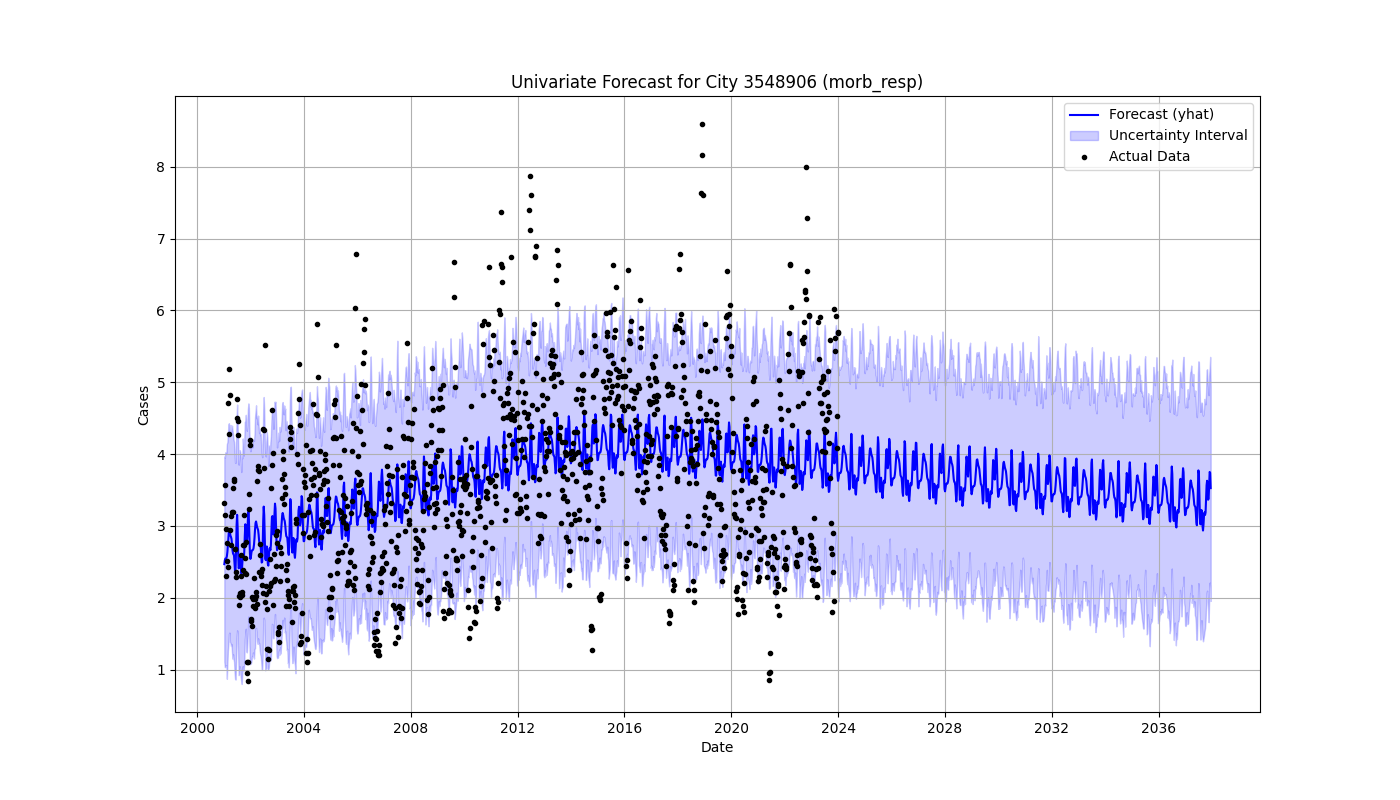 Univariate Forecast for City 3548906 (morb_resp)
Forecast (yhat)
Uncertainty Interval
Actual Data
Cases
8
7
6
5
4
3
2
1
2000 2004 2008 2012 2016 2020 2024 2028 2032 2036
Date